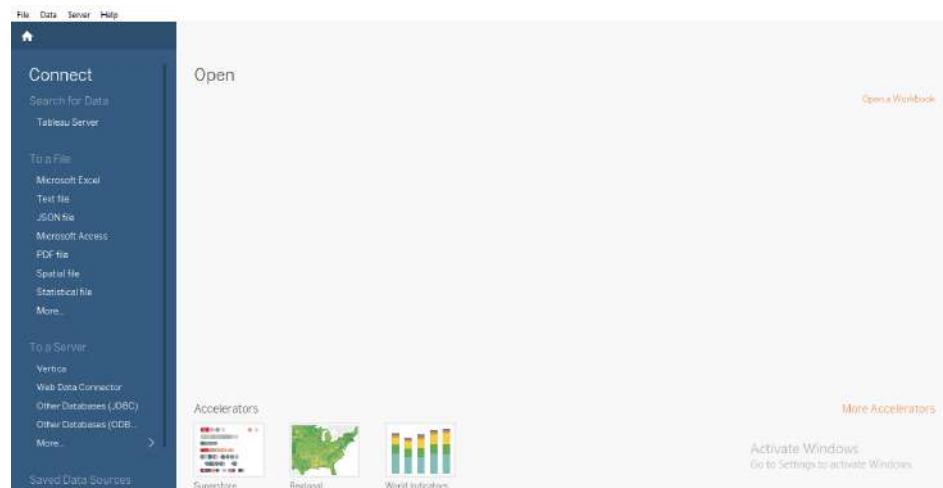 File Data Server Help
Connect
Search for Data
Tableau Server
To a File
Microsoft Excel
Text file
JSON file
Microsoft Access
PDF file
Spatial file
Statistical file
More...
To a Server
Vertica
Web Data Connector
Other Databases (JDBC)
Other Databases (ODB...
More... >
Saved Data Sources
Open
Open a Workbook
Accelerators
More Accelerators
Superstore
Regional
World Indicators
Activate Windows
Go to Settings to activate Windows.